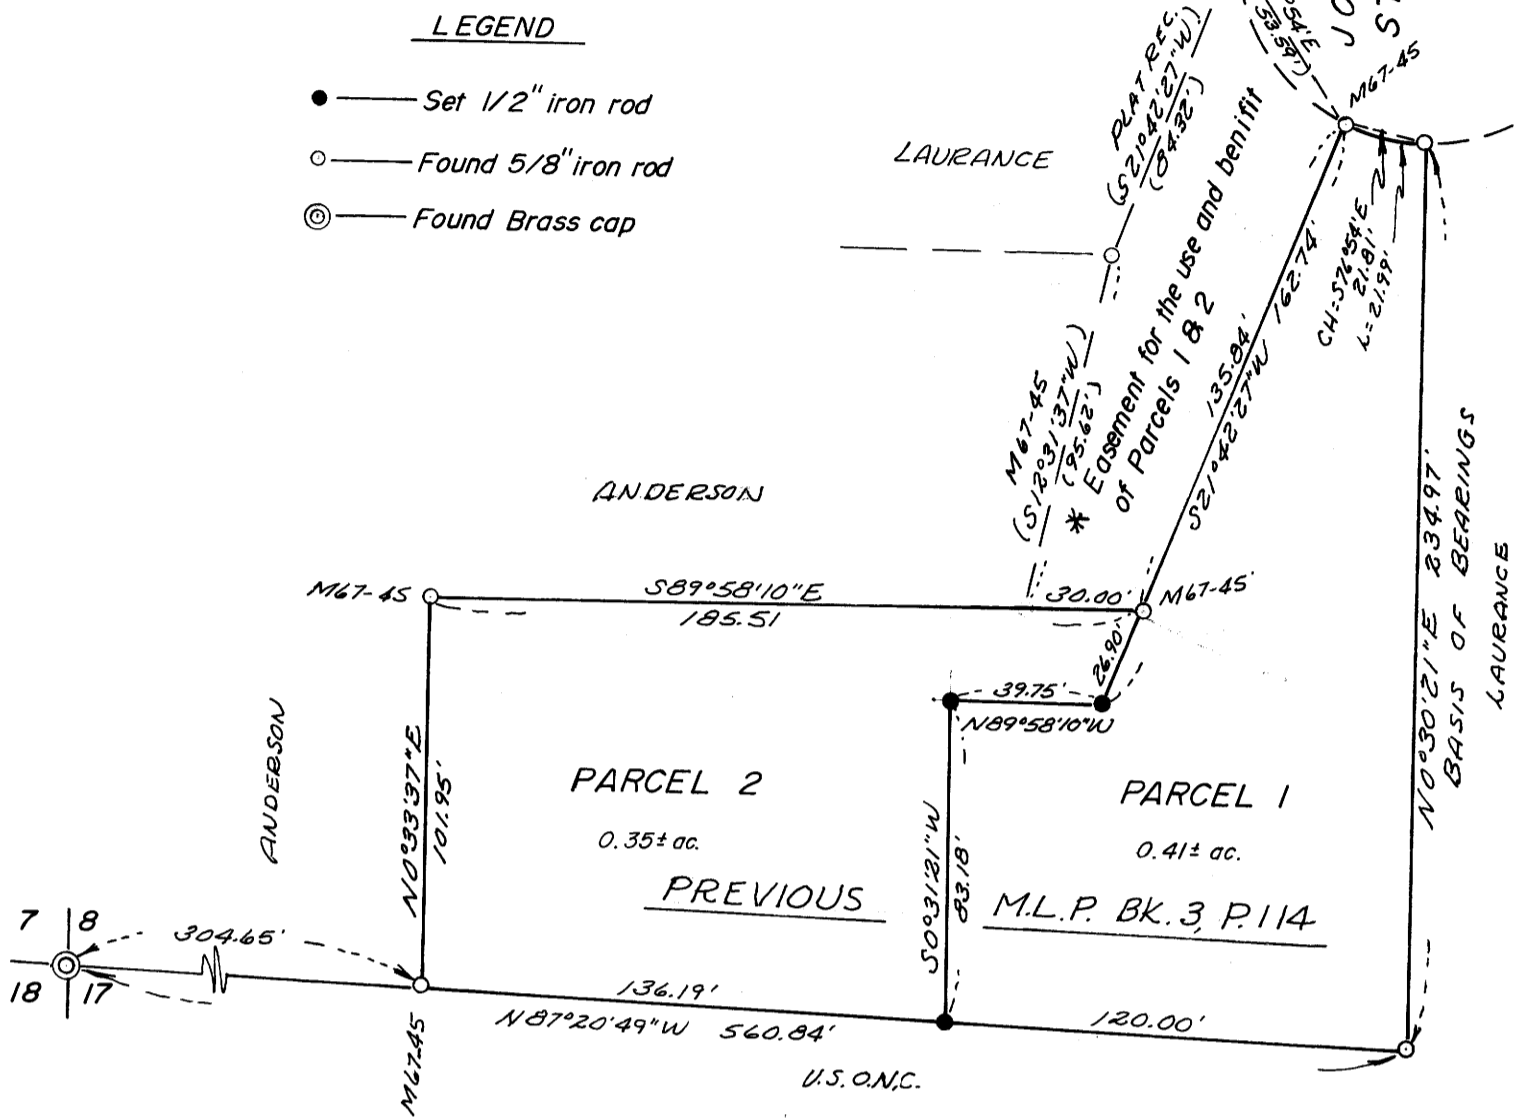 LEGEND
Set 1/2" iron rod
Found 5/8" iron rod
Found Brass cap
LAURANCE
PLAT REC.
(S21°42'27"W)
(84.32')
54'E
53.59')
JO
ST
M67-45
* Easement for the use and benifit
of Parcels 1 & 2
M67-45
(S12°31'37"W)
(95.62')
135.84'
S21°42'27"W 162.74'
CH=S76°54'E
21.81'
L=21.99'
N0°30'21"E 234.97'
BASIS OF BEARINGS
LAURANCE
ANDERSON
M67-45
S89°58'10"E
185.51
30.00'
M67-45
26.90'
39.75'
N89°58'10"W
ANDERSON
N0°33'37"E
101.95'
PARCEL 2
0.35± ac.
PARCEL 1
0.41± ac.
S0°31'21"W
83.18'
PREVIOUS M.L.P. BK.3, P.114
7 8
18 17
304.65'
M67-45
136.19'
N87°20'49"W 560.84'
120.00'
U.S.O.N.C.